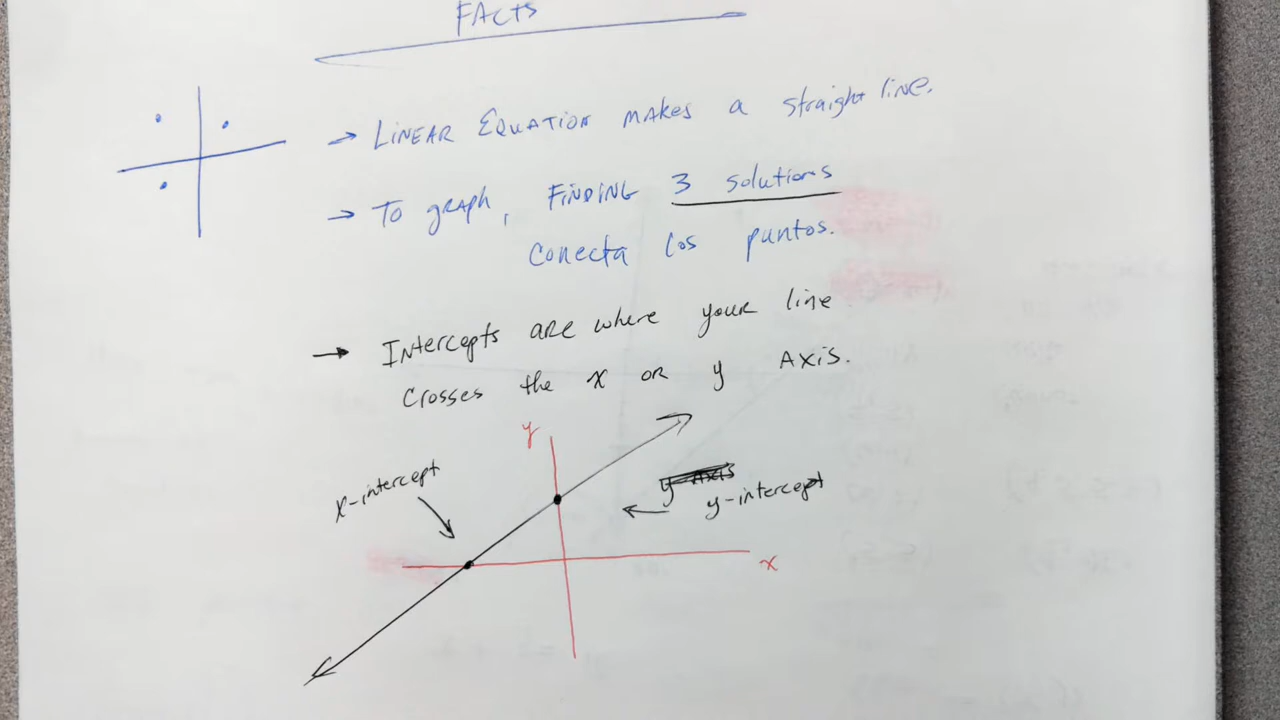 FACTS
→ LINEAR EQUATION MAKES a straight line.
→ TO graph, FINDING 3 solutions
Conecta los puntos.
→ Intercepts ARE where your line
Crosses the x OR y Axis.
y
x-intercept
y-Axis
y-intercept
x